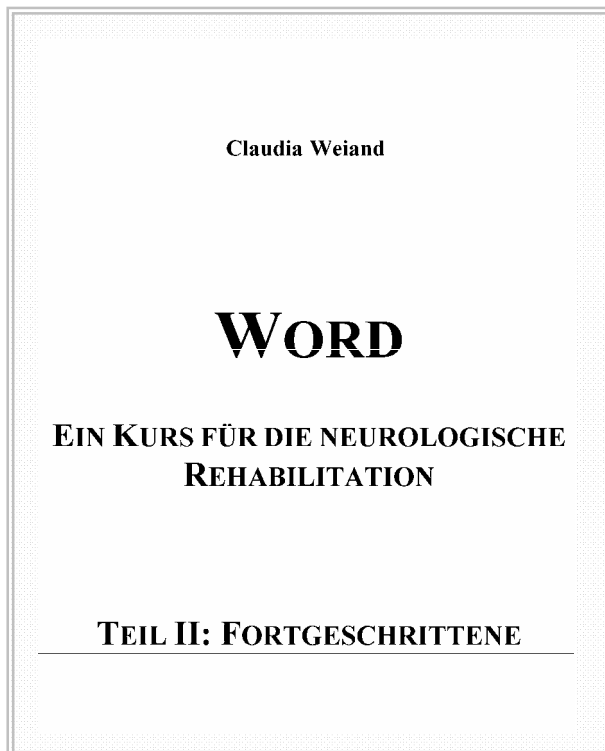 Claudia Weiand
WORD
EIN KURS FÜR DIE NEUROLOGISCHE
REHABILITATION
TEIL II: FORTGESCHRITTENE